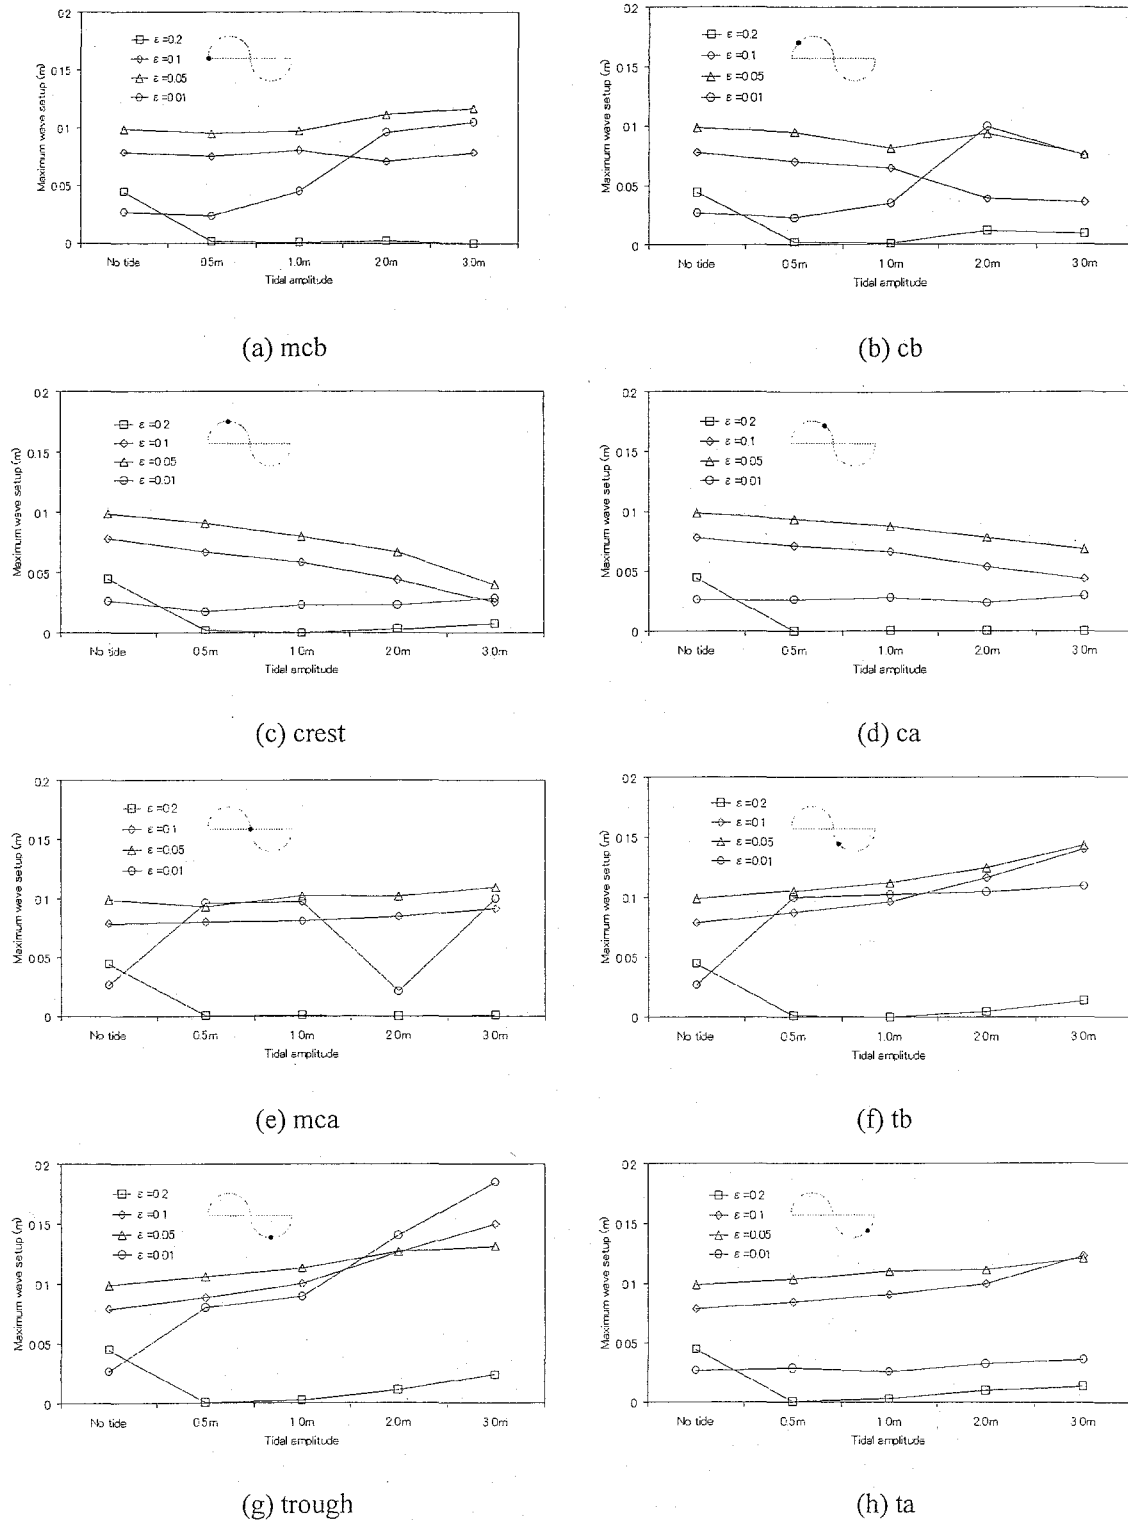 Maximum wave setup (m)
0.2
0.15
0.1
0.05
0
ε=0.2
ε=0.1
ε=0.05
ε=0.01
No tide 0.5m 1.0m 2.0m 3.0m
Tidal amplitude
(a) mcb
Maximum wave setup (m)
0.2
0.15
0.1
0.05
0
ε=0.2
ε=0.1
ε=0.05
ε=0.01
No tide 0.5m 1.0m 2.0m 3.0m
Tidal amplitude
(b) cb
Maximum wave setup (m)
0.2
0.15
0.1
0.05
0
ε=0.2
ε=0.1
ε=0.05
ε=0.01
No tide 0.5m 1.0m 2.0m 3.0m
Tidal amplitude
(c) crest
Maximum wave setup (m)
0.2
0.15
0.1
0.05
0
ε=0.2
ε=0.1
ε=0.05
ε=0.01
No tide 0.5m 1.0m 2.0m 3.0m
Tidal amplitude
(d) ca
Maximum wave setup (m)
0.2
0.15
0.1
0.05
0
ε=0.2
ε=0.1
ε=0.05
ε=0.01
No tide 0.5m 1.0m 2.0m 3.0m
Tidal amplitude
(e) mca
Maximum wave setup (m)
0.2
0.15
0.1
0.05
0
ε=0.2
ε=0.1
ε=0.05
ε=0.01
No tide 0.5m 1.0m 2.0m 3.0m
Tidal amplitude
(f) tb
Maximum wave setup (m)
0.2
0.15
0.1
0.05
0
ε=0.2
ε=0.1
ε=0.05
ε=0.01
No tide 0.5m 1.0m 2.0m 3.0m
Tidal amplitude
(g) trough
Maximum wave setup (m)
0.2
0.15
0.1
0.05
0
ε=0.2
ε=0.1
ε=0.05
ε=0.01
No tide 0.5m 1.0m 2.0m 3.0m
Tidal amplitude
(h) ta